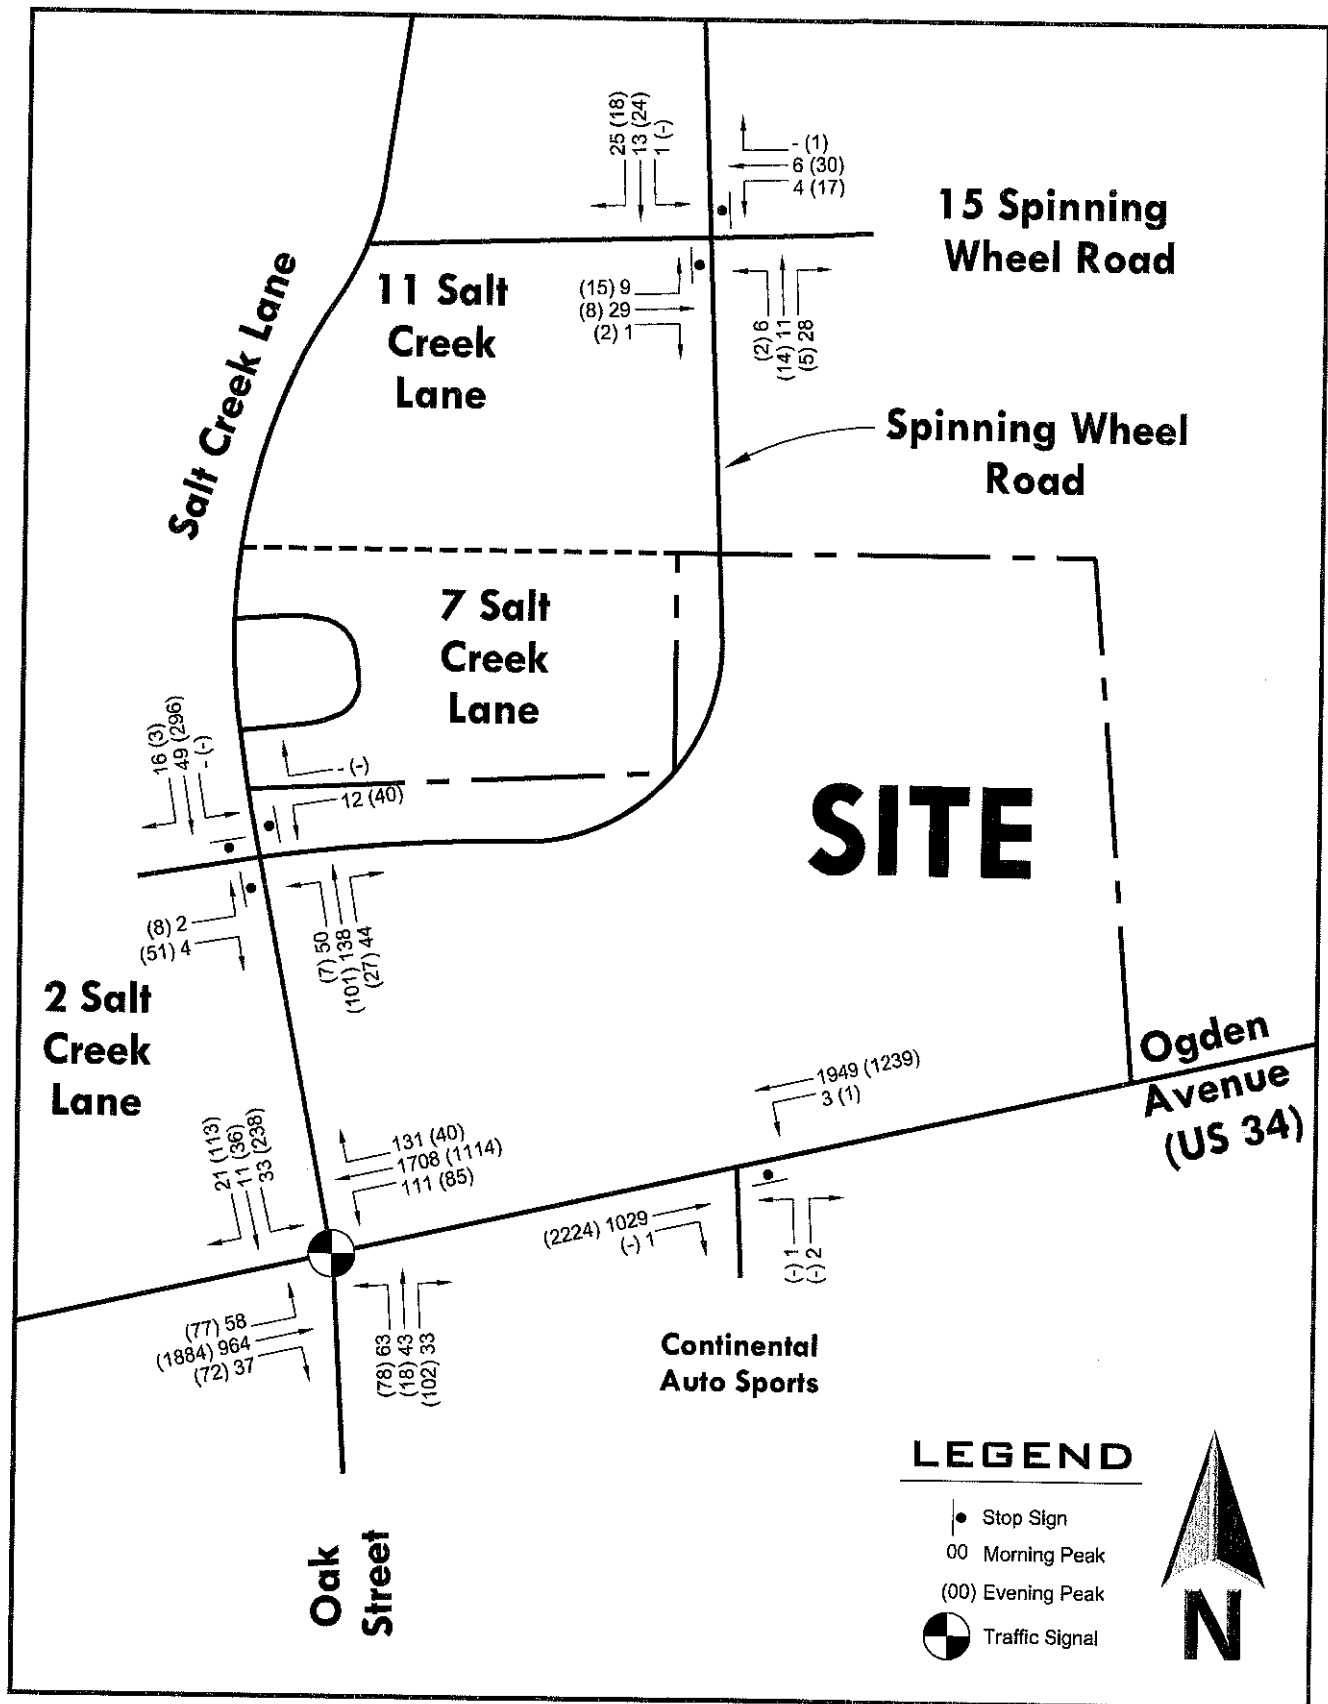 25 (18)
13 (24)
1 (-)
- (1)
6 (30)
4 (17)
15 Spinning
Wheel Road
11 Salt
Creek
Lane
(15) 9
(8) 29
(2) 1
(2) 6
(14) 11
(5) 28
Salt Creek Lane
Spinning Wheel
Road
7 Salt
Creek
Lane
16 (3)
49 (296)
- (-)
- (-)
12 (40)
SITE
(8) 2
(51) 4
(7) 50
(101) 138
(27) 44
2 Salt
Creek
Lane
Ogden
Avenue
(US 34)
1949 (1239)
3 (1)
21 (113)
11 (36)
33 (238)
131 (40)
1708 (1114)
111 (85)
(2224) 1029
(-) 1
(-) 1
(-) 2
(77) 58
(1884) 964
(72) 37
(78) 63
(18) 43
(102) 33
Continental
Auto Sports
Oak
Street
LEGEND
Stop Sign
00 Morning Peak
(00) Evening Peak
Traffic Signal
N